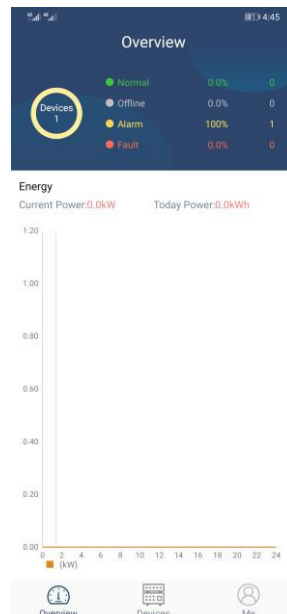 4:45
Overview
Devices
1
Normal 0.0% 0
Offline 0.0% 0
Alarm 100% 1
Fault 0.0% 0
Energy
Current Power:0.0kW Today Power:0.0kWh
1.20
1.00
0.80
0.60
0.40
0.20
0.00
0 2 4 6 8 10 12 14 16 18 20 22 24
(kW)
Overview Devices Me